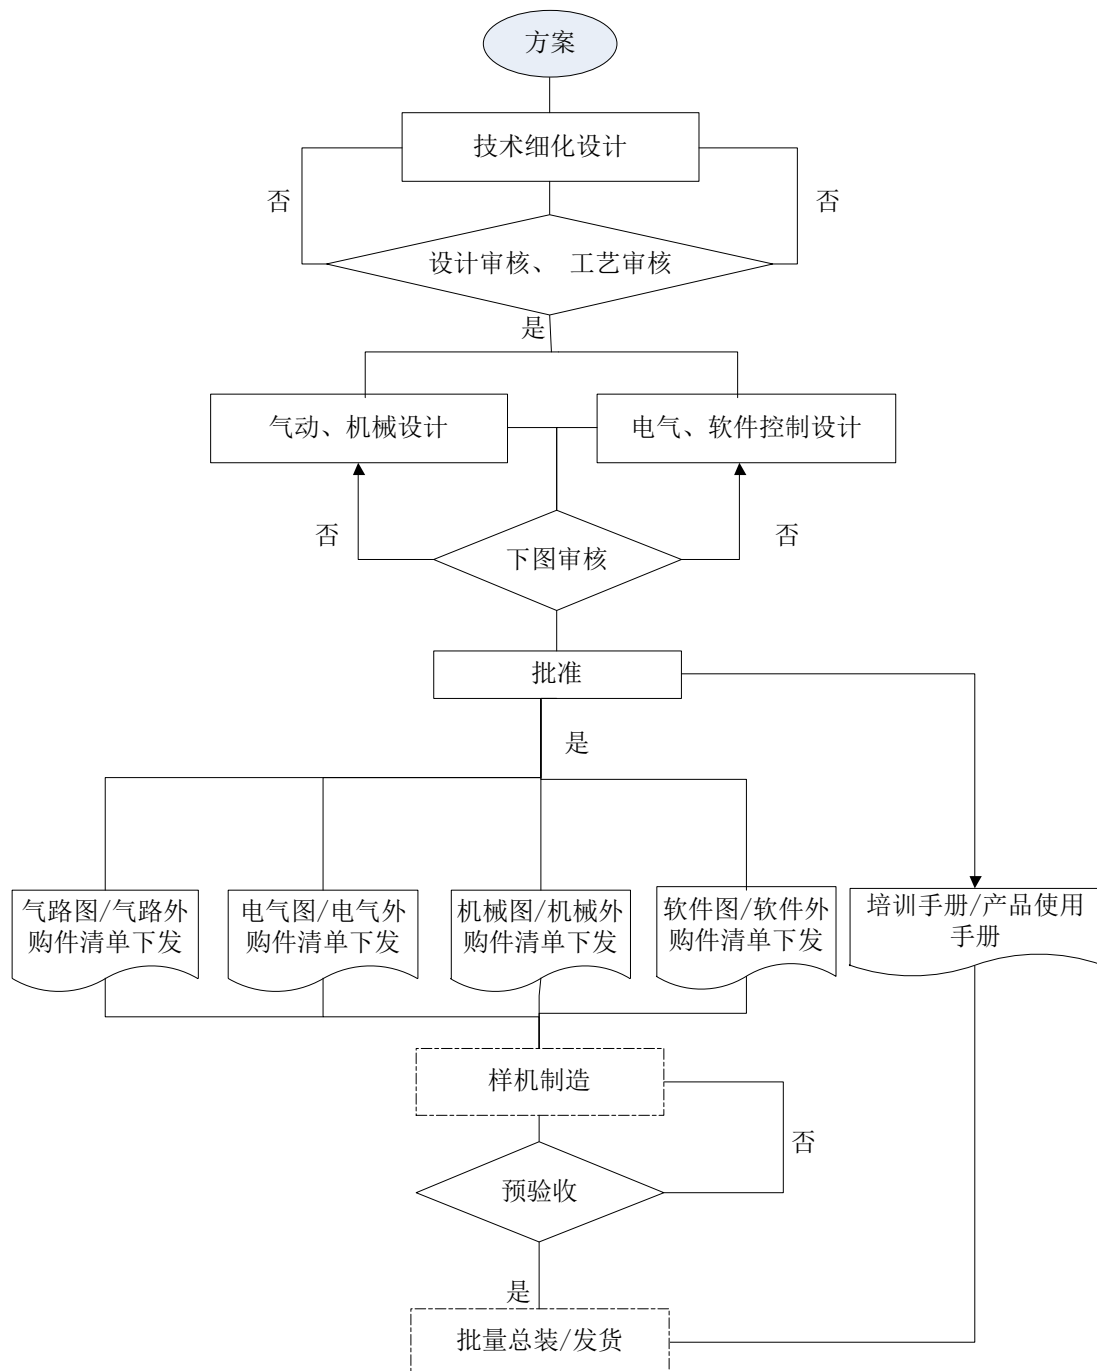 方案
技术细化设计
否
否
设计审核、 工艺审核
是
气动、机械设计
电气、软件控制设计
否
否
下图审核
批准
是
气路图/气路外
购件清单下发
电气图/电气外
购件清单下发
机械图/机械外
购件清单下发
软件图/软件外
购件清单下发
培训手册/产品使用
手册
样机制造
否
预验收
是
批量总装/发货